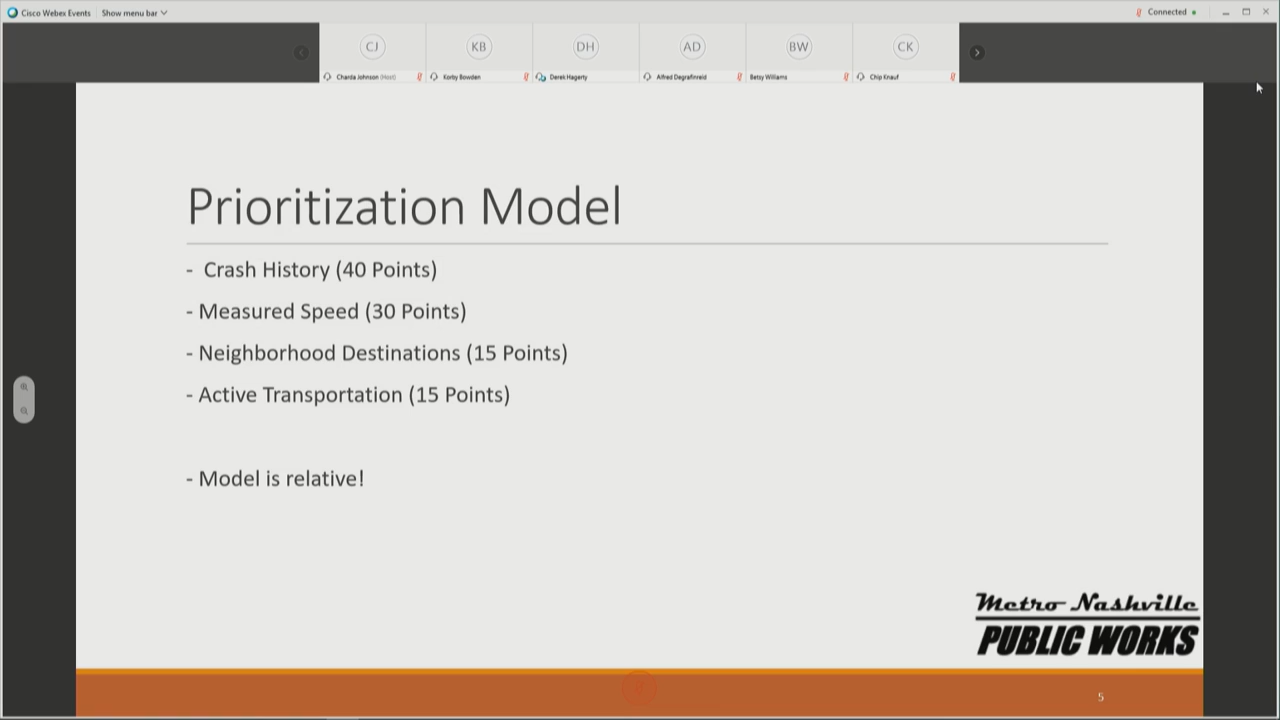 Cisco Webex Events Show menu bar Connected
CJ KB DH AD BW CK
Charda Johnson (Host) Korby Bowden Derek Hagerty Alfred Degrafinreid Betsy Williams Chip Knauf
Prioritization Model
- Crash History (40 Points)
- Measured Speed (30 Points)
- Neighborhood Destinations (15 Points)
- Active Transportation (15 Points)
- Model is relative!
Metro Nashville
PUBLIC WORKS
5